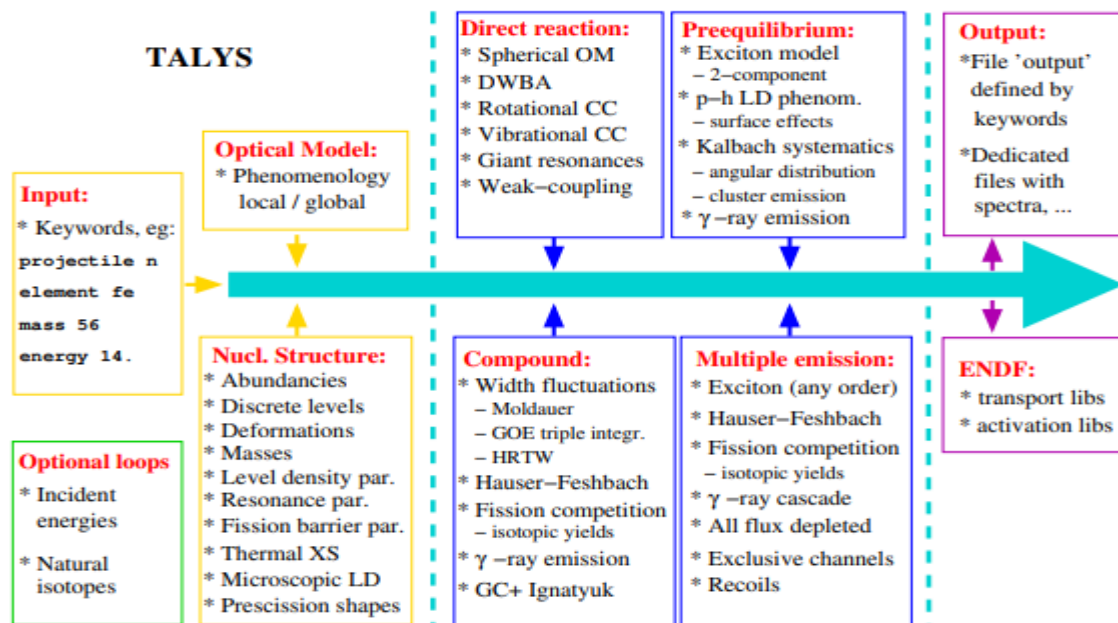 TALYS
Input:
* Keywords, eg:
projectile n
element fe
mass 56
energy 14.
Optional loops
* Incident
energies
* Natural
isotopes
Optical Model:
* Phenomenology
local / global
Nucl. Structure:
* Abundancies
* Discrete levels
* Deformations
* Masses
* Level density par.
* Resonance par.
* Fission barrier par.
* Thermal XS
* Microscopic LD
* Prescission shapes
Direct reaction:
* Spherical OM
* DWBA
* Rotational CC
* Vibrational CC
* Giant resonances
* Weak−coupling
Compound:
* Width fluctuations
− Moldauer
− GOE triple integr.
− HRTW
* Hauser−Feshbach
* Fission competition
− isotopic yields
* γ −ray emission
* GC+ Ignatyuk
Preequilibrium:
* Exciton model
− 2−component
* p−h LD phenom.
− surface effects
* Kalbach systematics
− angular distribution
− cluster emission
* γ −ray emission
Multiple emission:
* Exciton (any order)
* Hauser−Feshbach
* Fission competition
− isotopic yields
* γ −ray cascade
* All flux depleted
* Exclusive channels
* Recoils
Output:
*File 'output'
defined by
keywords
*Dedicated
files with
spectra, ...
ENDF:
* transport libs
* activation libs